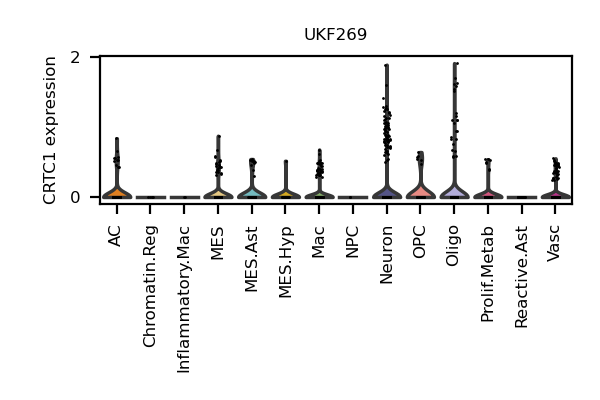 UKF269
CRTC1 expression
2
0
AC
Chromatin.Reg
Inflammatory.Mac
MES
MES.Ast
MES.Hyp
Mac
NPC
Neuron
OPC
Oligo
Prolif.Metab
Reactive.Ast
Vasc